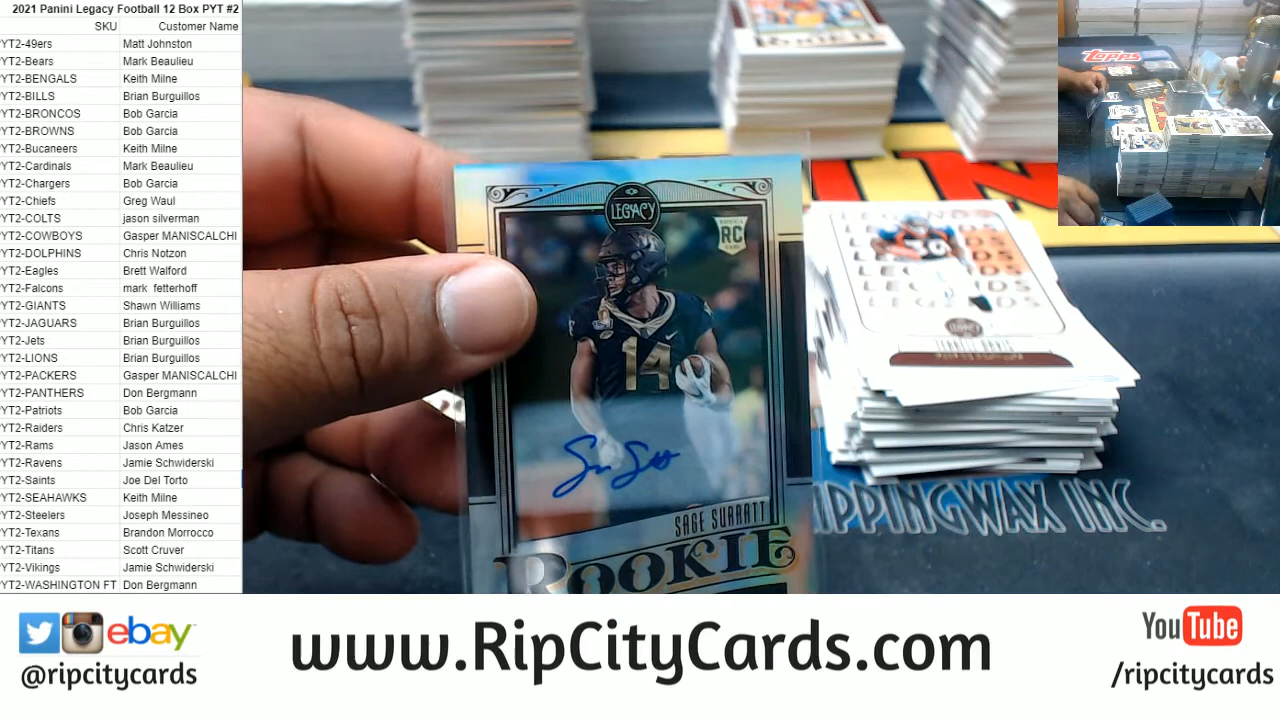 2021 Panini Legacy Football 12 Box PYT #2
SKU Customer Name
YT2-49ers Matt Johnston
YT2-Bears Mark Beaulieu
YT2-BENGALS Keith Milne
YT2-BILLS Brian Burguillos
YT2-BRONCOS Bob Garcia
YT2-BROWNS Bob Garcia
YT2-Bucaneers Keith Milne
YT2-Cardinals Mark Beaulieu
YT2-Chargers Bob Garcia
YT2-Chiefs Greg Waul
YT2-COLTS jason silverman
YT2-COWBOYS Gasper MANISCALCHI
YT2-DOLPHINS Chris Notzon
YT2-Eagles Brett Walford
YT2-Falcons mark fetterhoff
YT2-GIANTS Shawn Williams
YT2-JAGUARS Brian Burguillos
YT2-Jets Brian Burguillos
YT2-LIONS Brian Burguillos
YT2-PACKERS Gasper MANISCALCHI
YT2-PANTHERS Don Bergmann
YT2-Patriots Bob Garcia
YT2-Raiders Chris Katzer
YT2-Rams Jason Ames
YT2-Ravens Jamie Schwiderski
YT2-Saints Joe Del Torto
YT2-SEAHAWKS Keith Milne
YT2-Steelers Joseph Messineo
YT2-Texans Brandon Morrocco
YT2-Titans Scott Cruver
YT2-Vikings Jamie Schwiderski
YT2-WASHINGTON FT Don Bergmann
LEGACY
RC
14
SAGE SURRATT
ROOKIE
LEGENDS
30
TERRELL DAVIS
IPPINGWAX INC.
Topps
ebay
@ripcitycards
www.RipCityCards.com
YouTube
/ripcitycards